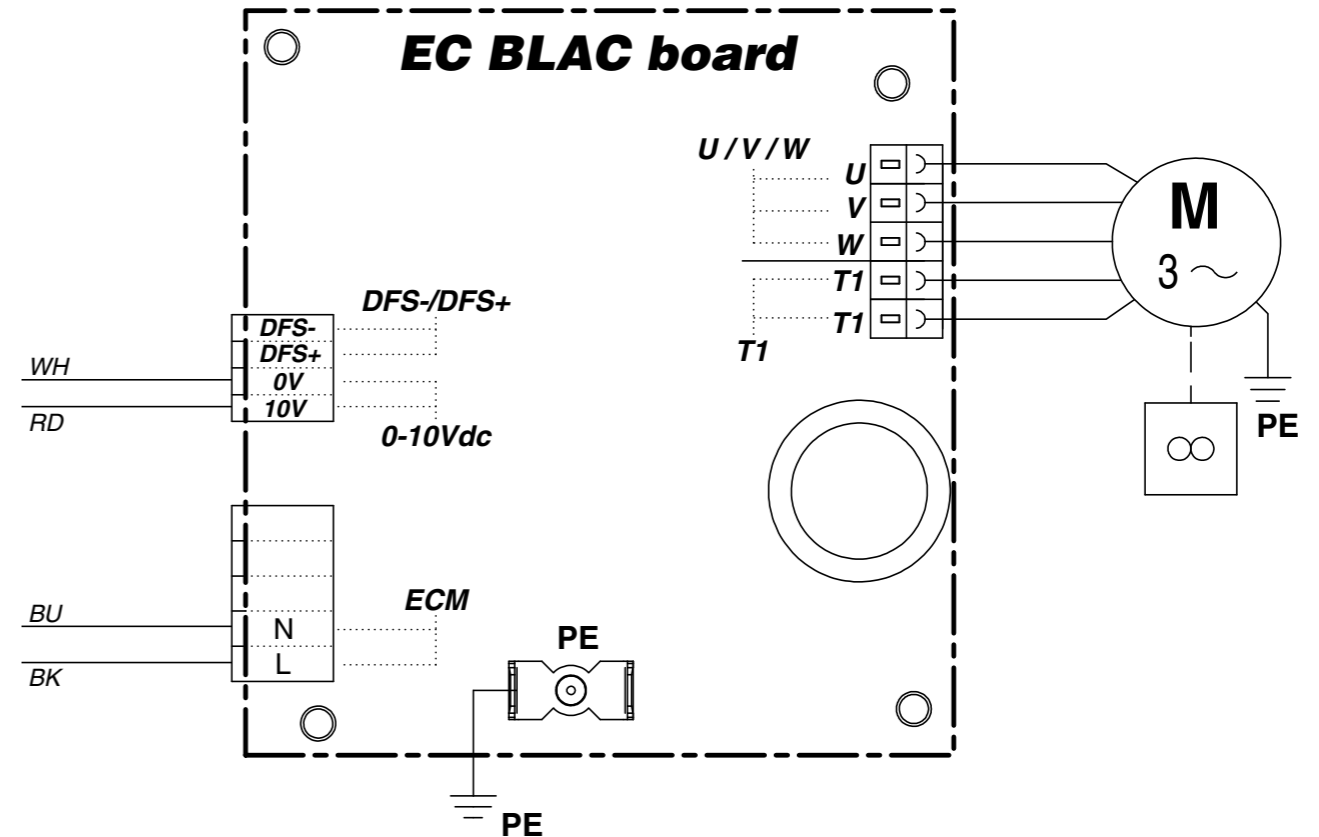 EC BLAC board
U / V / W
U
V
W
T1
T1
T1
M
3 ~
PE
DFS-/DFS+
DFS-
DFS+
0V
10V
WH
RD
0-10Vdc
ECM
BU
N
BK
L
PE
PE